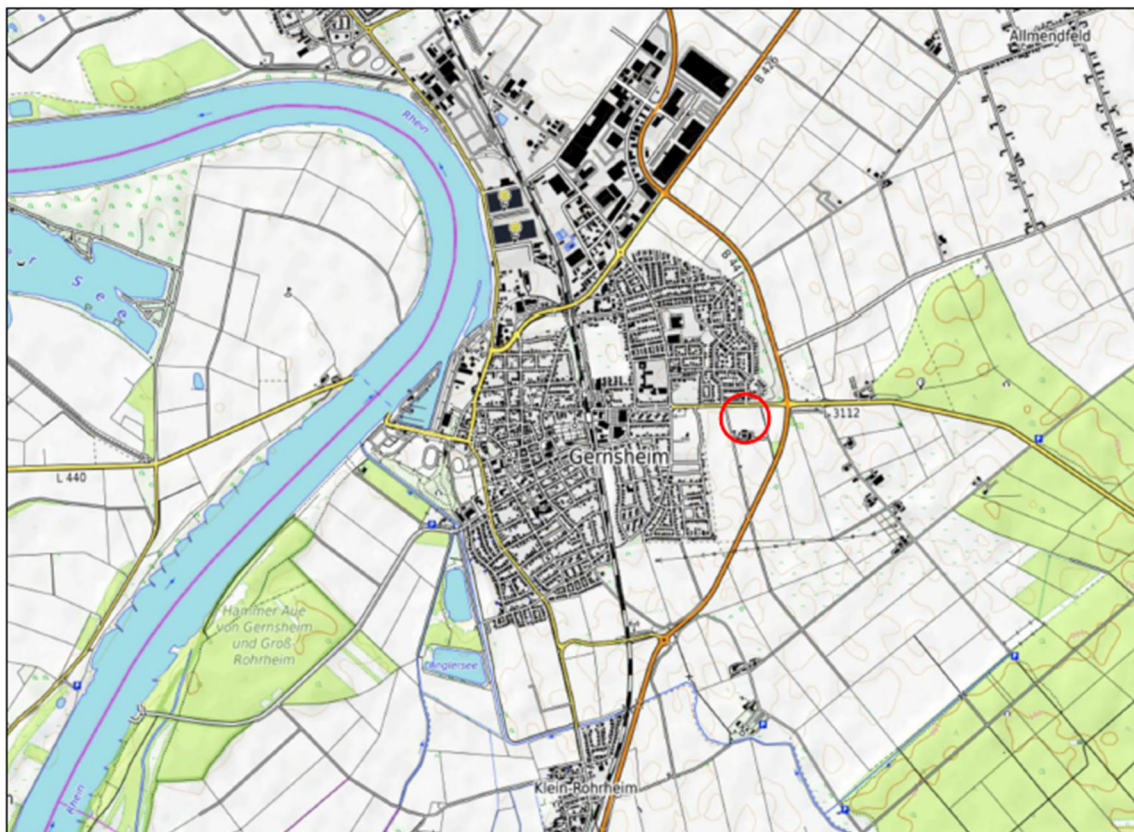 Allmendfeld
B 426
Rhein
B 44
r S e e
3112
Gernsheim
L 440
Hammer Aue
von Gernsheim
und Groß
Rohrheim
Anglersee
Klein-Rohrheim
Rhein
P
P
P
P
P
P